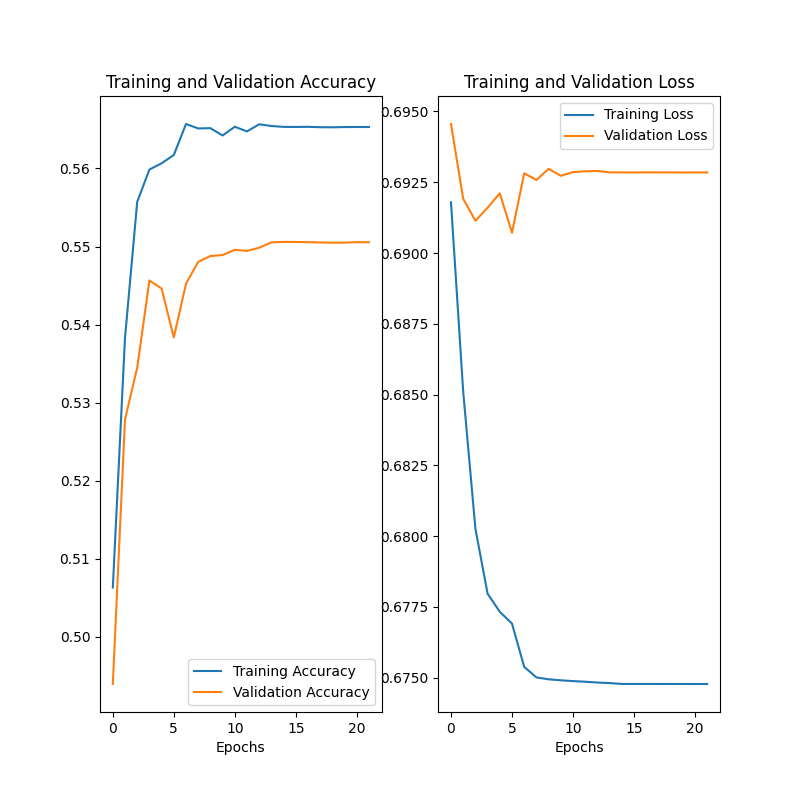 Training and Validation Accuracy
0.56
0.55
0.54
0.53
0.52
0.51
0.50
Training Accuracy
Validation Accuracy
0 5 10 15 20
Epochs
Training and Validation Loss
0.6950
0.6925
0.6900
0.6875
0.6850
0.6825
0.6800
0.6775
0.6750
Training Loss
Validation Loss
0 5 10 15 20
Epochs